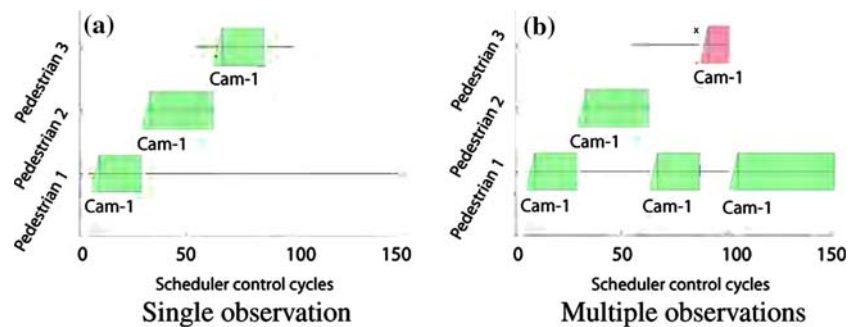 (a)
Pedestrian 3
Pedestrian 2
Pedestrian 1
Cam-1
Cam-1
Cam-1
0 50 100 150
Scheduler control cycles
Single observation
(b)
Pedestrian 3
Pedestrian 2
Pedestrian 1
x
Cam-1
Cam-1
Cam-1
Cam-1
Cam-1
0 50 100 150
Scheduler control cycles
Multiple observations